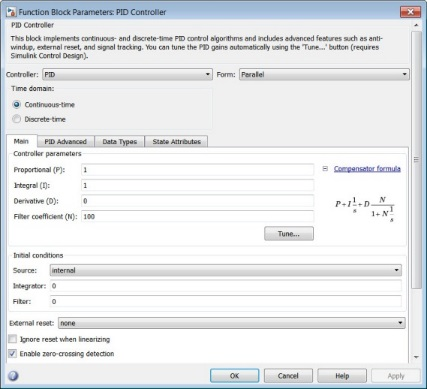 Function Block Parameters: PID Controller
PID Controller
This block implements continuous- and discrete-time PID control algorithms and includes advanced features such as anti-
windup, external reset, and signal tracking. You can tune the PID gains automatically using the 'Tune...' button (requires
Simulink Control Design).
Controller: PID Form: Parallel
Time domain:
Continuous-time
Discrete-time
Main PID Advanced Data Types State Attributes
Controller parameters
Proportional (P): 1 Compensator formula
Integral (I): 1
Derivative (D): 0
Filter coefficient (N): 100
P + I 1/s + D N/(1 + N 1/s)
Tune...
Initial conditions
Source: internal
Integrator: 0
Filter: 0
External reset: none
Ignore reset when linearizing
Enable zero-crossing detection
OK Cancel Help Apply